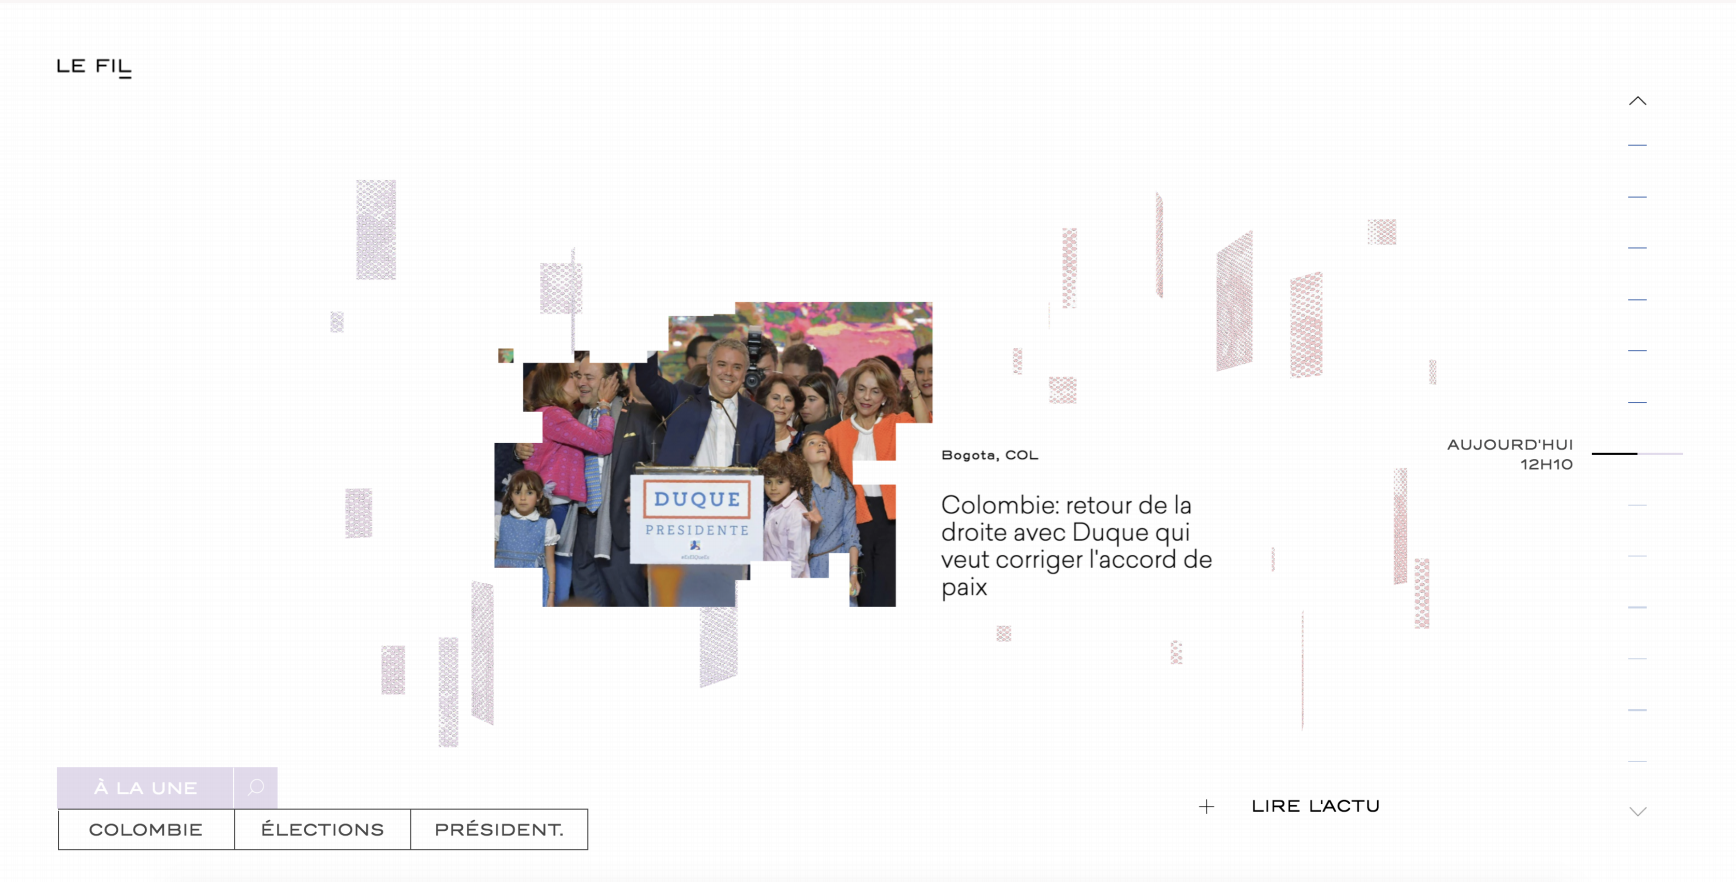 LE FIL
DUQUE
PRESIDENTE
Bogota, COL
Colombie: retour de la
droite avec Duque qui
veut corriger l'accord de
paix
AUJOURD'HUI
12H10
À LA UNE
COLOMBIE
ÉLECTIONS
PRÉSIDENT.
LIRE L'ACTU